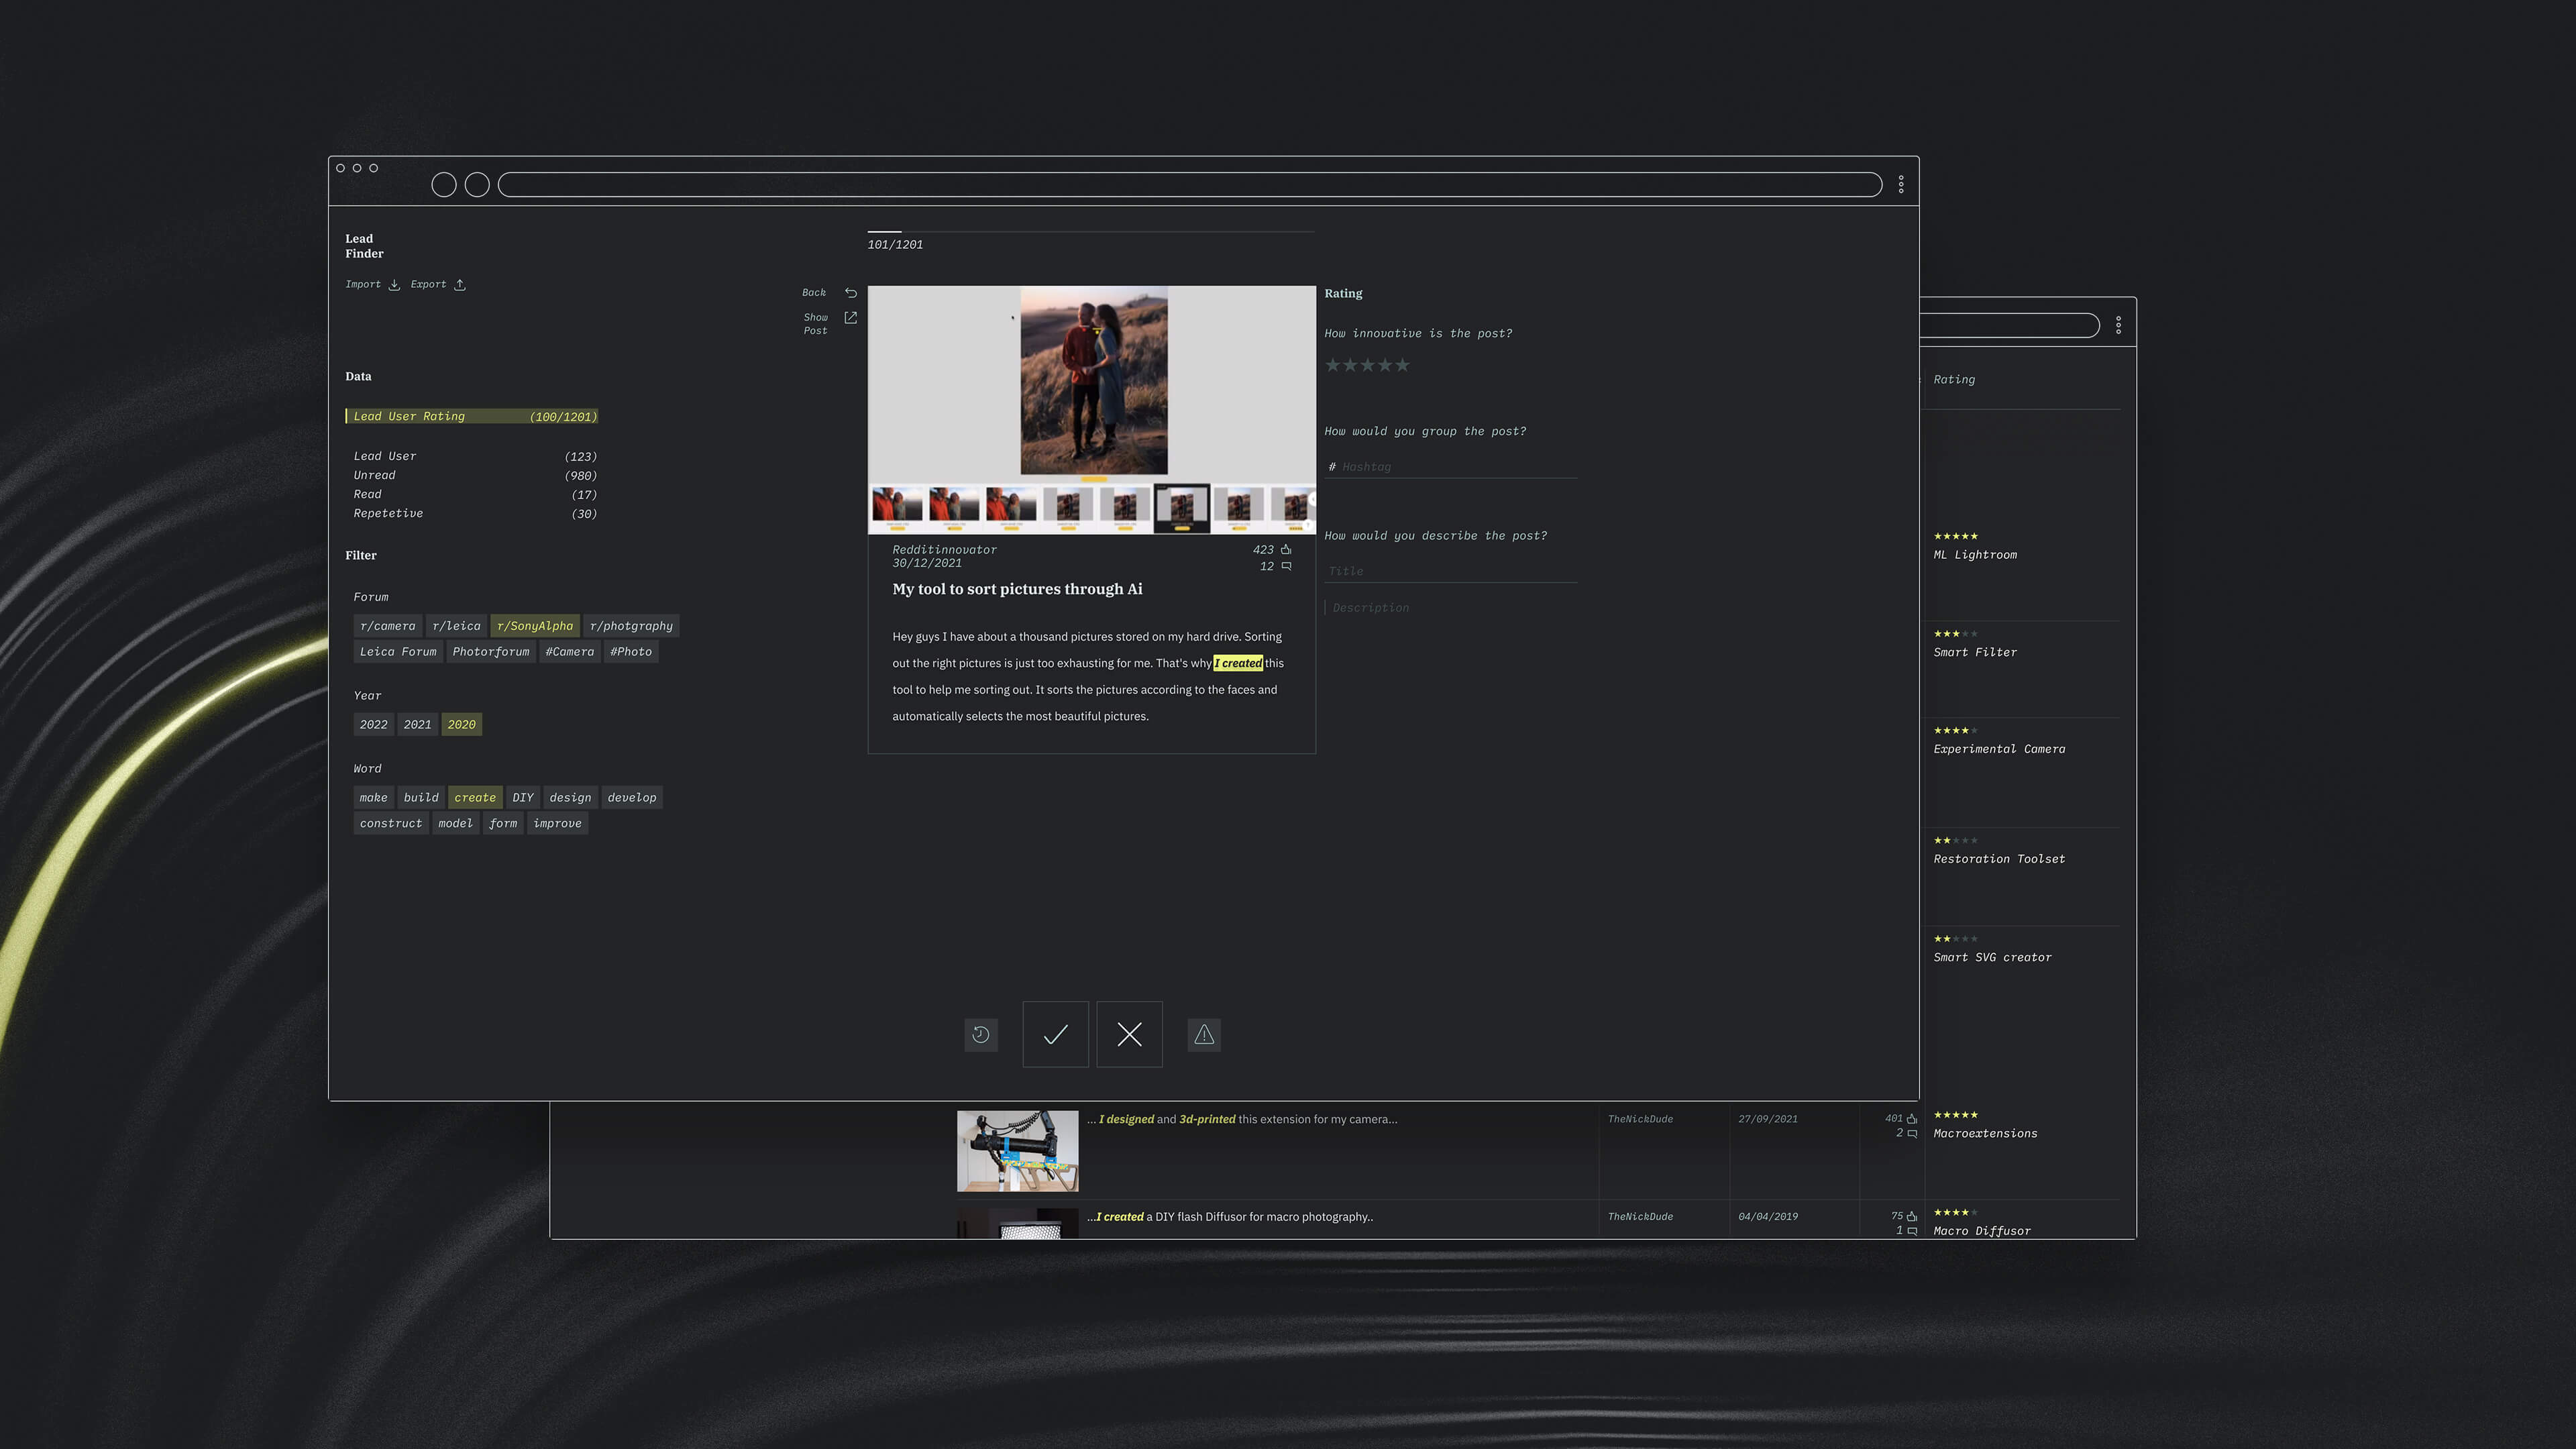 Lead
Finder
Import Export
Data
Lead User Rating (100/1201)
Lead User (123)
Unread (980)
Read (17)
Repetetive (30)
Filter
Forum
r/camera r/leica r/SonyAlpha r/photgraphy
Leica Forum Photorforum #Camera #Photo
Year
2022 2021 2020
Word
make build create DIY design develop
construct model form improve
101/1201
Back
Show
Post
Redditinnovator
30/12/2021
423
12
My tool to sort pictures through Ai
Hey guys I have about a thousand pictures stored on my hard drive. Sorting
out the right pictures is just too exhausting for me. That's why I created this
tool to help me sorting out. It sorts the pictures according to the faces and
automatically selects the most beautiful pictures.
Rating
How innovative is the post?
How would you group the post?
# Hashtag
How would you describe the post?
Title
Description
Rating
ML Lightroom
Smart Filter
Experimental Camera
Restoration Toolset
Smart SVG creator
... I designed and 3d-printed this extension for my camera... TheNickDude 27/09/2021 401
2
Macroextensions
...I created a DIY flash Diffusor for macro photography.. TheNickDude 04/04/2019 75
1
Macro Diffusor